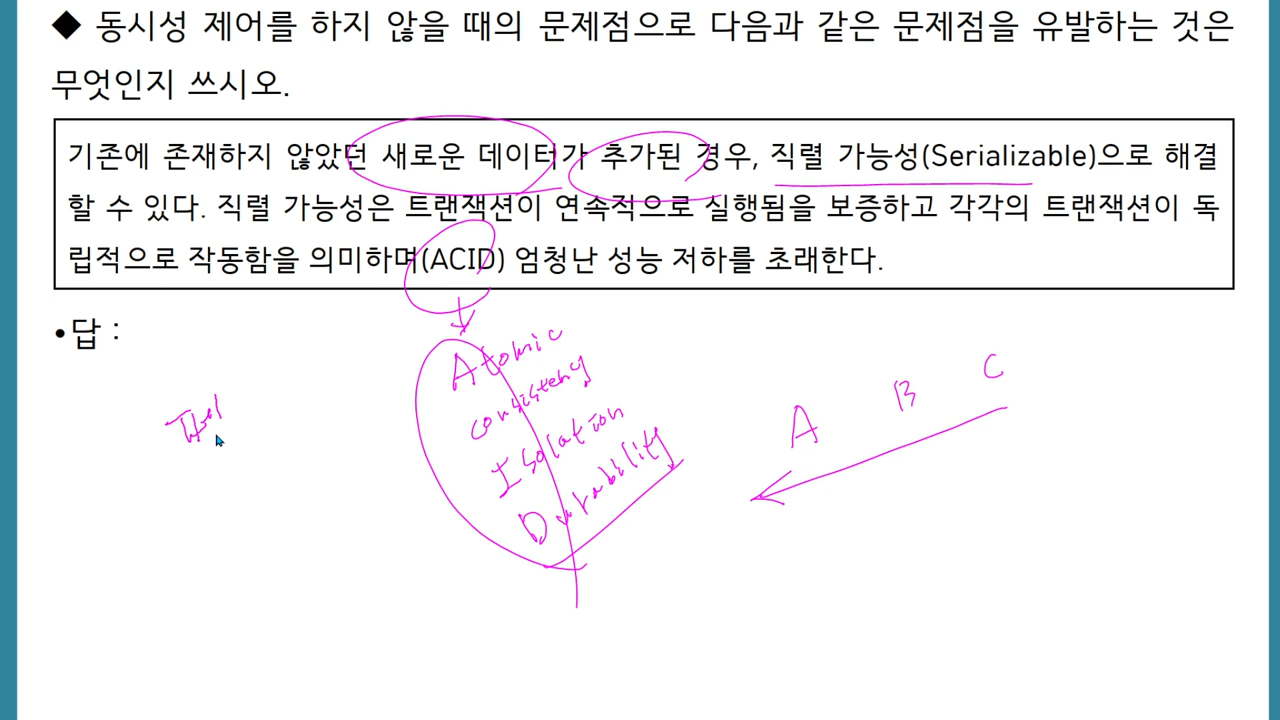 ◆ 동시성 제어를 하지 않을 때의 문제점으로 다음과 같은 문제점을 유발하는 것은
무엇인지 쓰시오.
기존에 존재하지 않았던 새로운 데이터가 추가된 경우, 직렬 가능성(Serializable)으로 해결
할 수 있다. 직렬 가능성은 트랜잭션이 연속적으로 실행됨을 보증하고 각각의 트랜잭션이 독
립적으로 작동함을 의미하며(ACID) 엄청난 성능 저하를 초래한다.
•답 :
Atomic
Consistency
Isolation
Durability
A B C